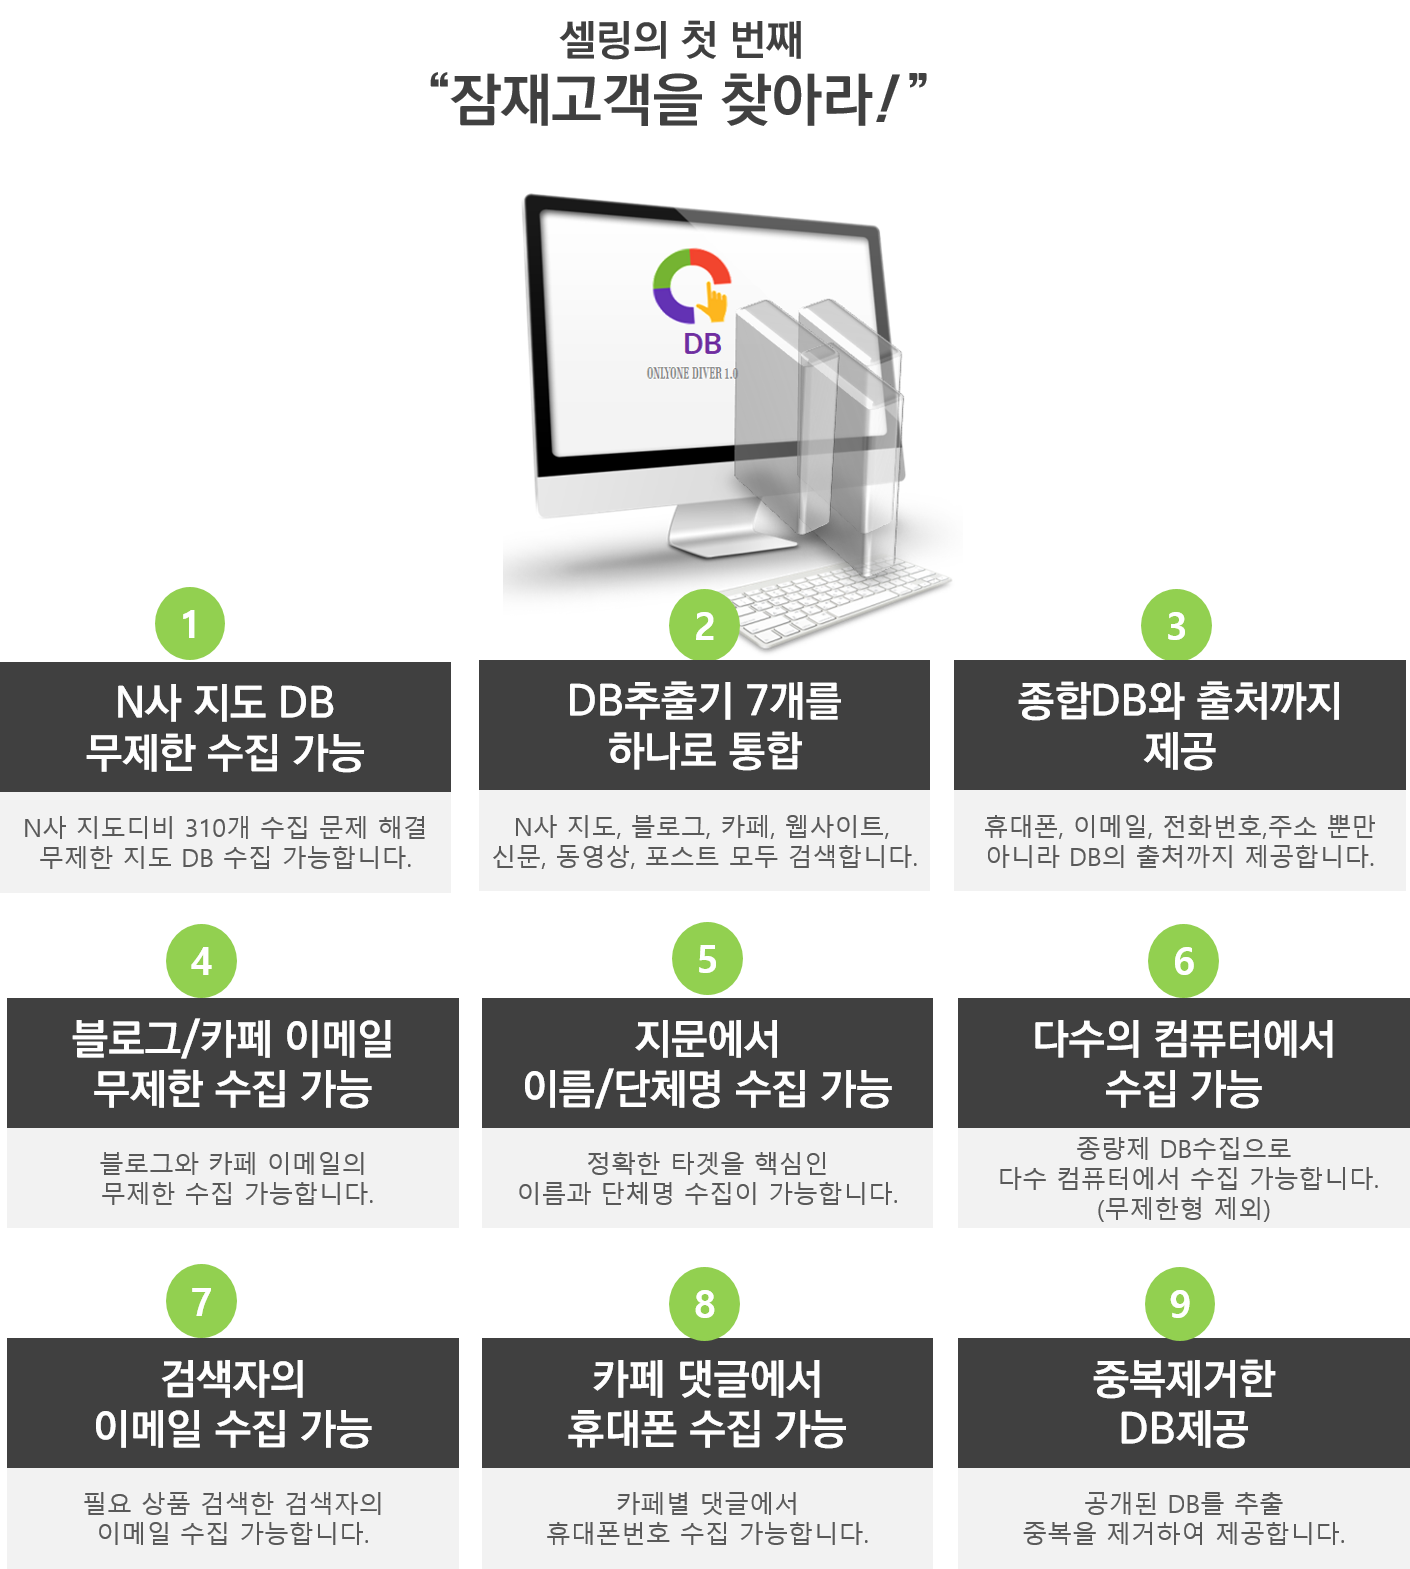 셀링의 첫 번째
“잠재고객을 찾아라!”
DB
ONLYONE DIVER 1.0
1
N사 지도 DB
무제한 수집 가능
N사 지도디비 310개 수집 문제 해결
무제한 지도 DB 수집 가능합니다.
2
DB추출기 7개를
하나로 통합
N사 지도, 블로그, 카페, 웹사이트,
신문, 동영상, 포스트 모두 검색합니다.
3
종합DB와 출처까지
제공
휴대폰, 이메일, 전화번호,주소 뿐만
아니라 DB의 출처까지 제공합니다.
4
블로그/카페 이메일
무제한 수집 가능
블로그와 카페 이메일의
무제한 수집 가능합니다.
5
지문에서
이름/단체명 수집 가능
정확한 타겟을 핵심인
이름과 단체명 수집이 가능합니다.
6
다수의 컴퓨터에서
수집 가능
종량제 DB수집으로
다수 컴퓨터에서 수집 가능합니다.
(무제한형 제외)
7
검색자의
이메일 수집 가능
필요 상품 검색한 검색자의
이메일 수집 가능합니다.
8
카페 댓글에서
휴대폰 수집 가능
카페별 댓글에서
휴대폰번호 수집 가능합니다.
9
중복제거한
DB제공
공개된 DB를 추출
중복을 제거하여 제공합니다.